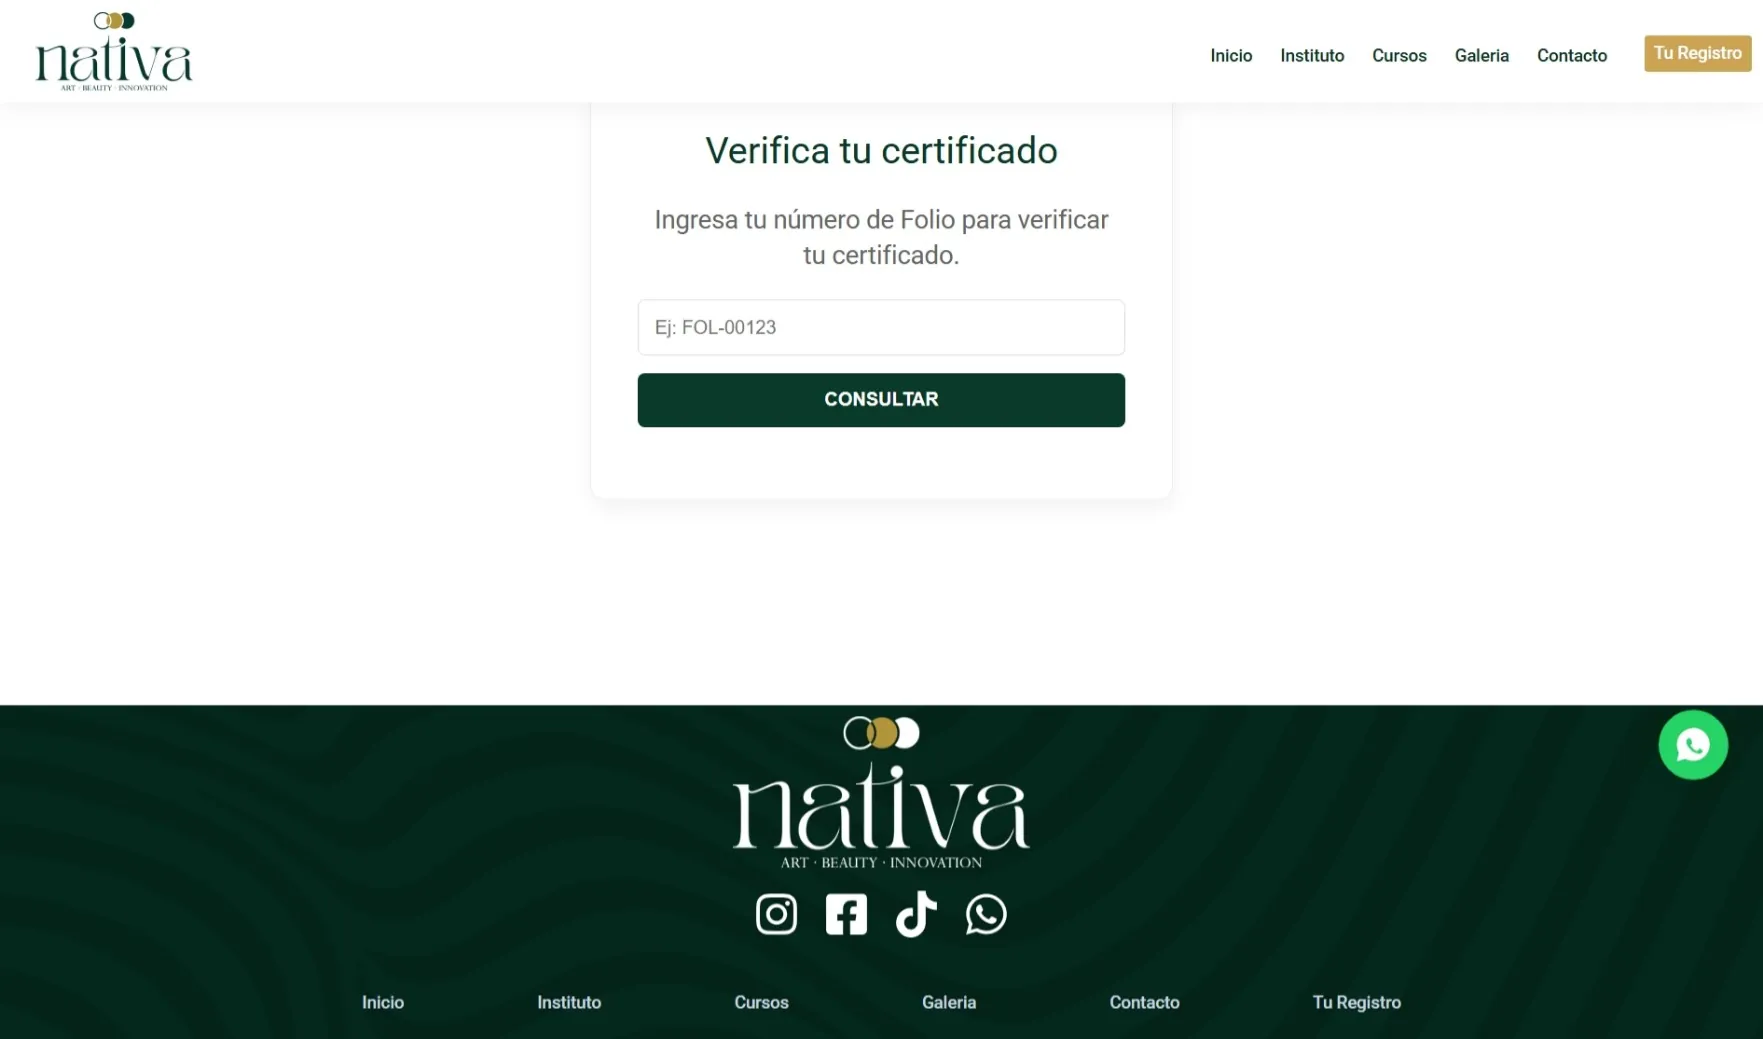 nativa
ART · BEAUTY · INNOVATION
Inicio Instituto Cursos Galeria Contacto Tu Registro
Verifica tu certificado
Ingresa tu número de Folio para verificar
tu certificado.
Ej: FOL-00123
CONSULTAR
nativa
ART · BEAUTY · INNOVATION
Inicio Instituto Cursos Galeria Contacto Tu Registro